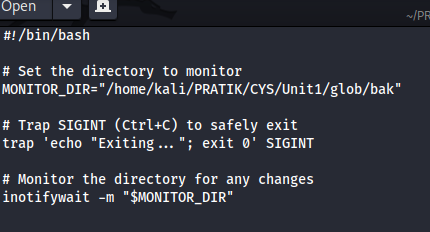 Open
~/PRA
#!/bin/bash
# Set the directory to monitor
MONITOR_DIR="/home/kali/PRATIK/CYS/Unit1/glob/bak"
# Trap SIGINT (Ctrl+C) to safely exit
trap 'echo "Exiting..."; exit 0' SIGINT
# Monitor the directory for any changes
inotifywait -m "$MONITOR_DIR"